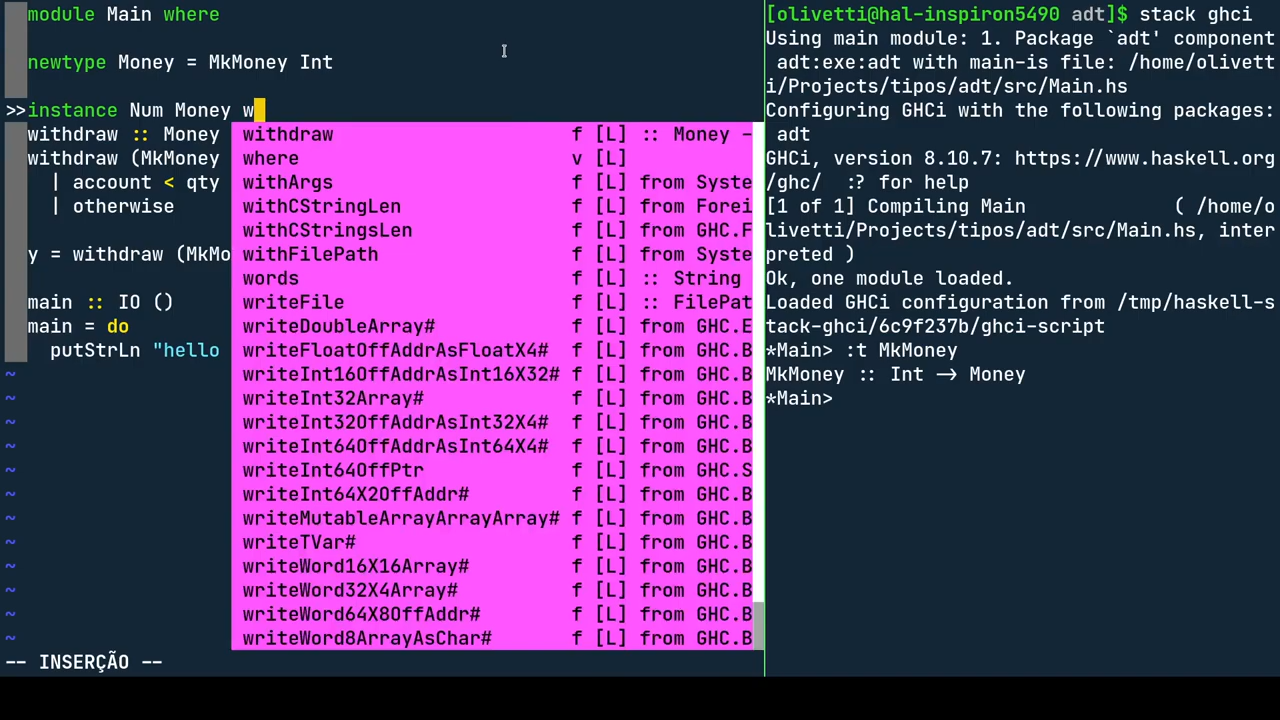 module Main where
newtype Money = MkMoney Int
>>instance Num Money w
withdraw :: Money
withdraw (MkMoney
| account < qty
| otherwise
y = withdraw (MkMo
main :: IO ()
main = do
putStrLn "hello
~
~
~
~
~
~
~
~
~
~
~
~
withdraw f [L] :: Money -
where v [L]
withArgs f [L] from Syste
withCStringLen f [L] from Forei
withCStringsLen f [L] from GHC.F
withFilePath f [L] from Syste
words f [L] :: String
writeFile f [L] :: FilePat
writeDoubleArray# f [L] from GHC.E
writeFloatOffAddrAsFloatX4# f [L] from GHC.B
writeInt16OffAddrAsInt16X32# f [L] from GHC.B
writeInt32Array# f [L] from GHC.B
writeInt32OffAddrAsInt32X4# f [L] from GHC.B
writeInt64OffAddrAsInt64X4# f [L] from GHC.B
writeInt64OffPtr f [L] from GHC.S
writeInt64X2OffAddr# f [L] from GHC.B
writeMutableArrayArrayArray# f [L] from GHC.B
writeTVar# f [L] from GHC.B
writeWord16X16Array# f [L] from GHC.B
writeWord32X4Array# f [L] from GHC.B
writeWord64X8OffAddr# f [L] from GHC.B
writeWord8ArrayAsChar# f [L] from GHC.B
-- INSERÇÃO --
[olivetti@hal-inspiron5490 adt]$ stack ghci
Using main module: 1. Package `adt' component
adt:exe:adt with main-is file: /home/olivett
i/Projects/tipos/adt/src/Main.hs
Configuring GHCi with the following packages:
adt
GHCi, version 8.10.7: https://www.haskell.org
/ghc/  :? for help
[1 of 1] Compiling Main             ( /home/o
livetti/Projects/tipos/adt/src/Main.hs, inter
preted )
Ok, one module loaded.
Loaded GHCi configuration from /tmp/haskell-s
tack-ghci/6c9f237b/ghci-script
*Main> :t MkMoney
MkMoney :: Int -> Money
*Main>